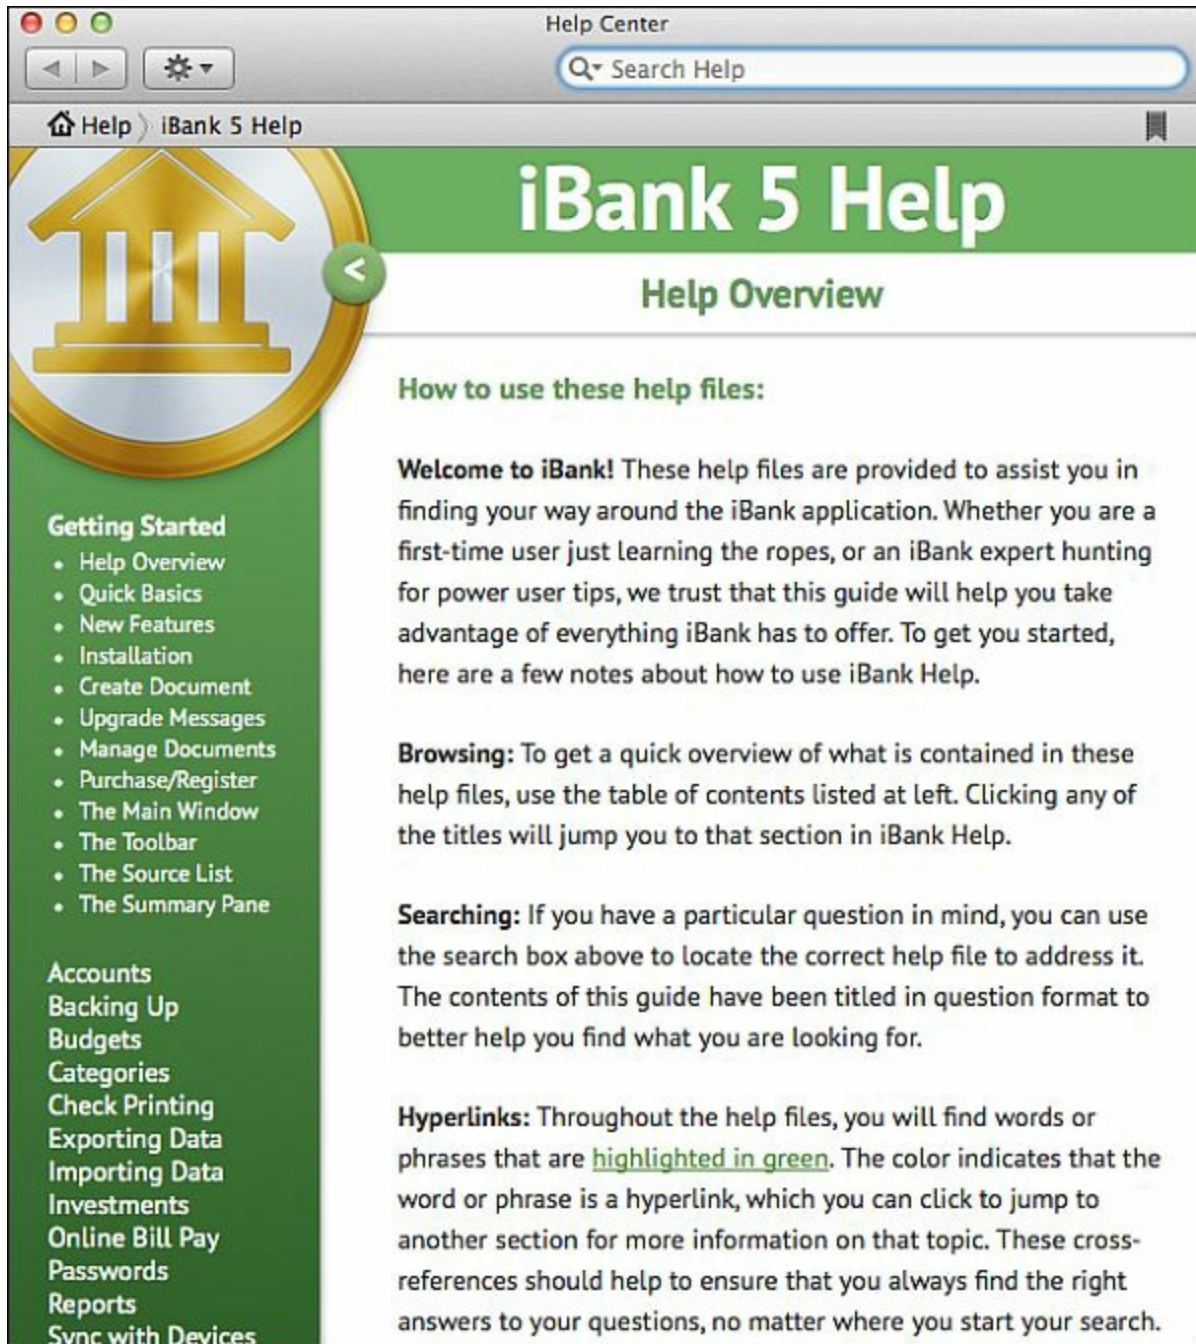 Help Center
Search Help
Help
iBank 5 Help
iBank 5 Help
<
Help Overview
Getting Started
• Help Overview
• Quick Basics
• New Features
• Installation
• Create Document
• Upgrade Messages
• Manage Documents
• Purchase/Register
• The Main Window
• The Toolbar
• The Source List
• The Summary Pane
Accounts
Backing Up
Budgets
Categories
Check Printing
Exporting Data
Importing Data
Investments
Online Bill Pay
Passwords
Reports
Sync with Devices
How to use these help files:
Welcome to iBank! These help files are provided to assist you in
finding your way around the iBank application. Whether you are a
first-time user just learning the ropes, or an iBank expert hunting
for power user tips, we trust that this guide will help you take
advantage of everything iBank has to offer. To get you started,
here are a few notes about how to use iBank Help.
Browsing: To get a quick overview of what is contained in these
help files, use the table of contents listed at left. Clicking any of
the titles will jump you to that section in iBank Help.
Searching: If you have a particular question in mind, you can use
the search box above to locate the correct help file to address it.
The contents of this guide have been titled in question format to
better help you find what you are looking for.
Hyperlinks: Throughout the help files, you will find words or
phrases that are highlighted in green. The color indicates that the
word or phrase is a hyperlink, which you can click to jump to
another section for more information on that topic. These cross-
references should help to ensure that you always find the right
answers to your questions, no matter where you start your search.